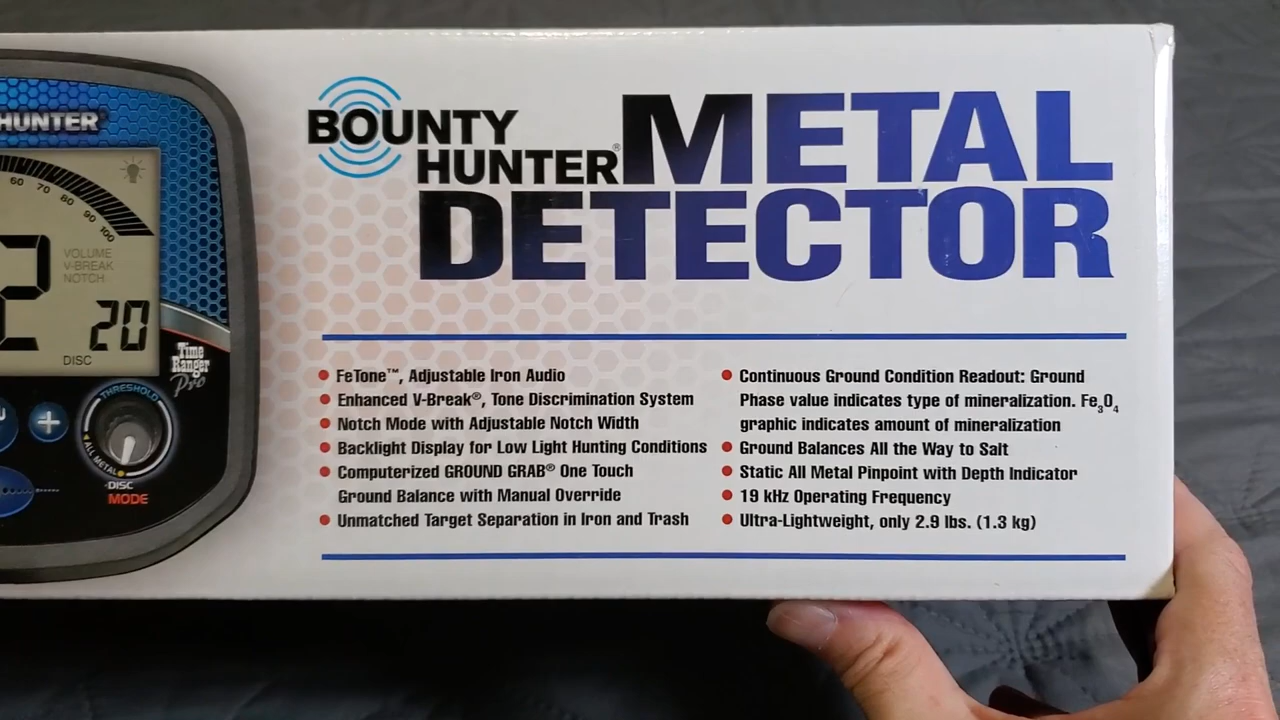 HUNTER®
60 70 80 90 100
VOLUME
V-BREAK
NOTCH
2
20
DISC
Time
Ranger
Pro
THRESHOLD
+
ALL METAL
DISC
MODE
BOUNTY
HUNTER®
METAL
DETECTOR
• FeTone™, Adjustable Iron Audio
• Enhanced V-Break®, Tone Discrimination System
• Notch Mode with Adjustable Notch Width
• Backlight Display for Low Light Hunting Conditions
• Computerized GROUND GRAB® One Touch
Ground Balance with Manual Override
• Unmatched Target Separation in Iron and Trash
• Continuous Ground Condition Readout: Ground
Phase value indicates type of mineralization. Fe₃O₄
graphic indicates amount of mineralization
• Ground Balances All the Way to Salt
• Static All Metal Pinpoint with Depth Indicator
• 19 kHz Operating Frequency
• Ultra-Lightweight, only 2.9 lbs. (1.3 kg)